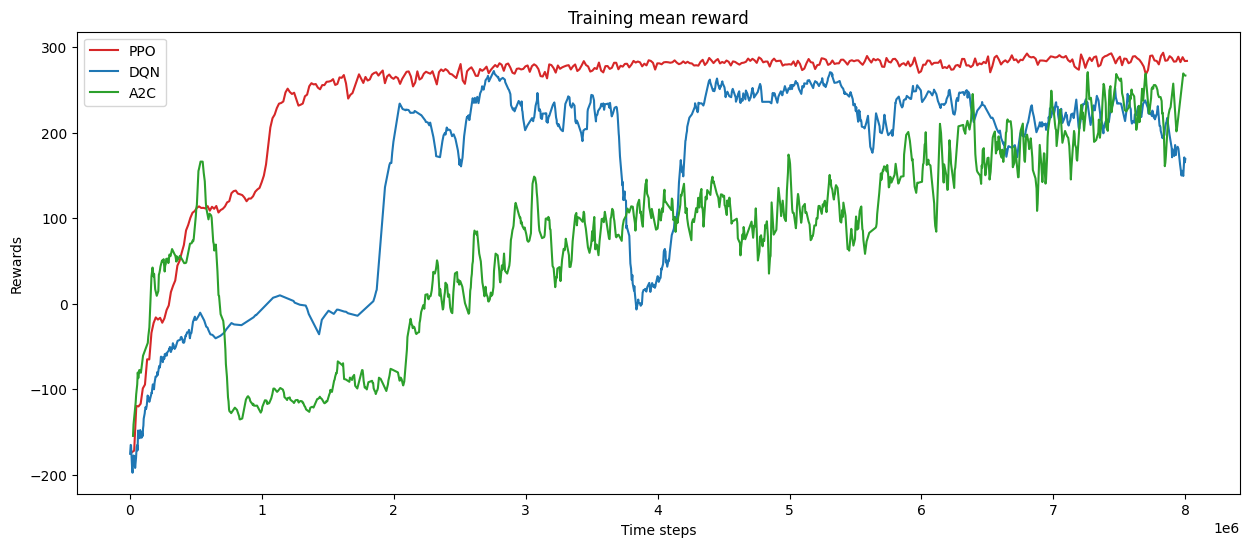 Training mean reward
PPO
DQN
A2C
Rewards
300
200
100
0
−100
−200
0 1 2 3 4 5 6 7 8
1e6
Time steps